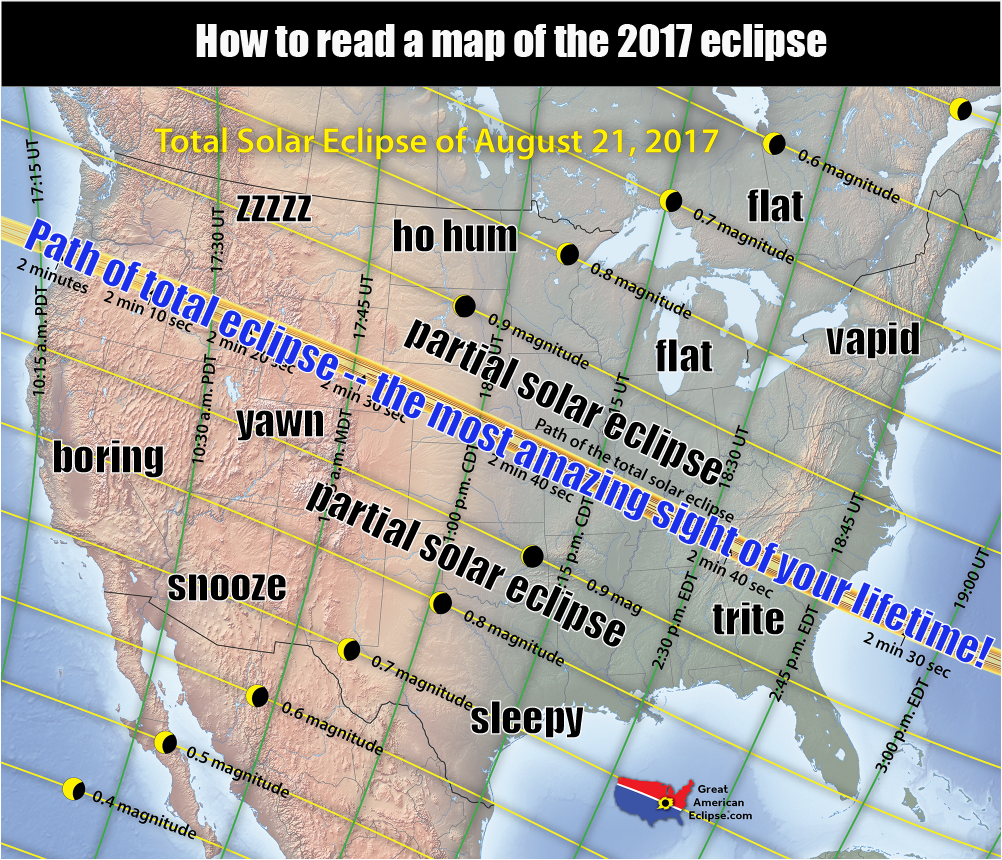 How to read a map of the 2017 eclipse
Total Solar Eclipse of August 21, 2017
17:15 UT
17:30 UT
17:45 UT
0.6 magnitude
0.7 magnitude
0.8 magnitude
0.9 magnitude
zzzzz
ho hum
flat
flat
vapid
Path of total eclipse -- the most amazing sight of your lifetime!
2 minutes
2 min 10 sec
2 min 20 sec
2 min 30 sec
2 min 40 sec
2 min 40 sec
2 min 30 sec
partial solar eclipse
Path of the total solar eclipse
10:15 a.m. PDT
10:30 a.m. PDT
a.m. MDT
1:00 p.m. CDT
15 p.m. CDT
2:30 p.m. EDT
2:45 p.m. EDT
3:00 p.m. EDT
UT
15 UT
18:30 UT
18:45 UT
19:00 UT
yawn
boring
partial solar eclipse
snooze
trite
sleepy
0.9 mag
0.8 magnitude
0.7 magnitude
0.6 magnitude
0.5 magnitude
0.4 magnitude
Great
American
Eclipse.com